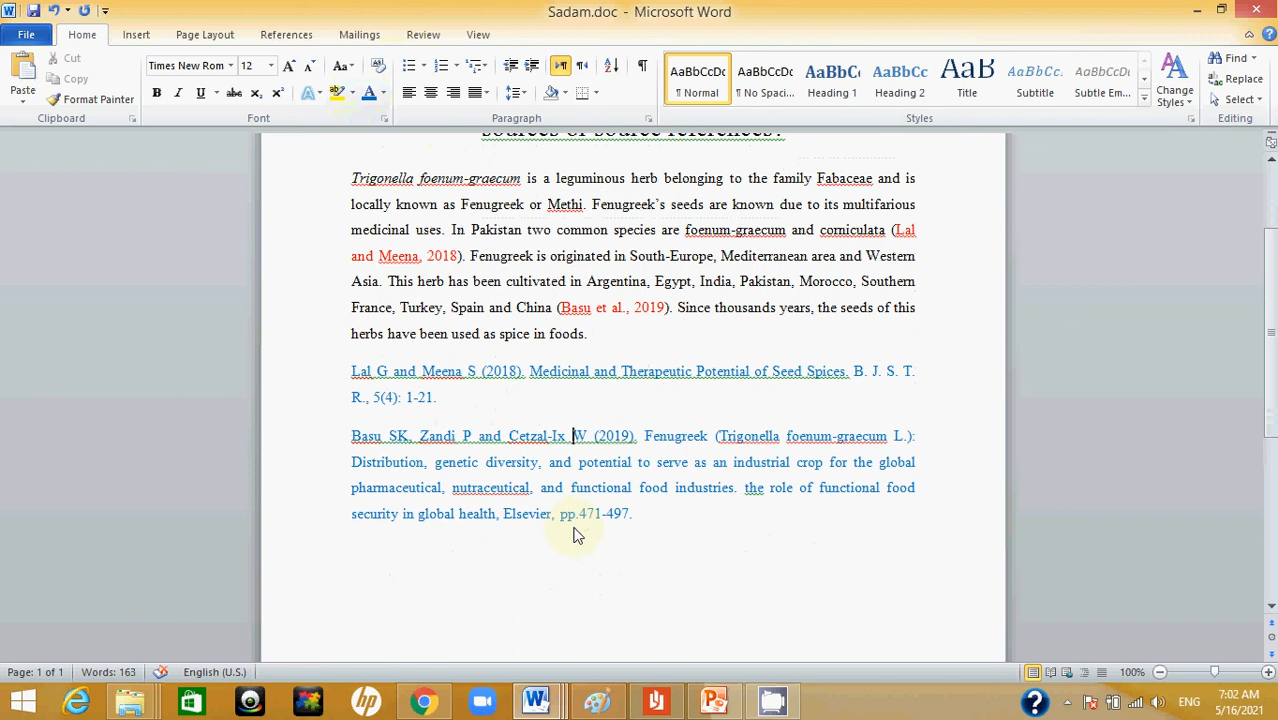 Sadam.doc - Microsoft Word
File Home Insert Page Layout References Mailings Review View
Cut
Copy
Format Painter
Paste
Times New Rom 12
AaBbCcDc AaBbCcDc AaBbCc AaBbCc AaB AaBbCc. AaBbCcDc
¶ Normal ¶ No Spaci... Heading 1 Heading 2 Title Subtitle Subtle Em...
Change
Styles
Find
Replace
Select
Clipboard Font Paragraph Styles Editing
sources or source references?
Trigonella foenum-graecum is a leguminous herb belonging to the family Fabaceae and is
locally known as Fenugreek or Methi. Fenugreek’s seeds are known due to its multifarious
medicinal uses. In Pakistan two common species are foenum-graecum and corniculata (Lal
and Meena, 2018). Fenugreek is originated in South-Europe, Mediterranean area and Western
Asia. This herb has been cultivated in Argentina, Egypt, India, Pakistan, Morocco, Southern
France, Turkey, Spain and China (Basu et al., 2019). Since thousands years, the seeds of this
herbs have been used as spice in foods.
Lal G and Meena S (2018). Medicinal and Therapeutic Potential of Seed Spices. B. J. S. T.
R., 5(4): 1-21.
Basu SK, Zandi P and Cetzal-Ix W (2019). Fenugreek (Trigonella foenum-graecum L.):
Distribution, genetic diversity, and potential to serve as an industrial crop for the global
pharmaceutical, nutraceutical, and functional food industries. the role of functional food
security in global health, Elsevier, pp.471-497.
Page: 1 of 1 Words: 163 English (U.S.) 100%
ENG
7:02 AM
5/16/2021